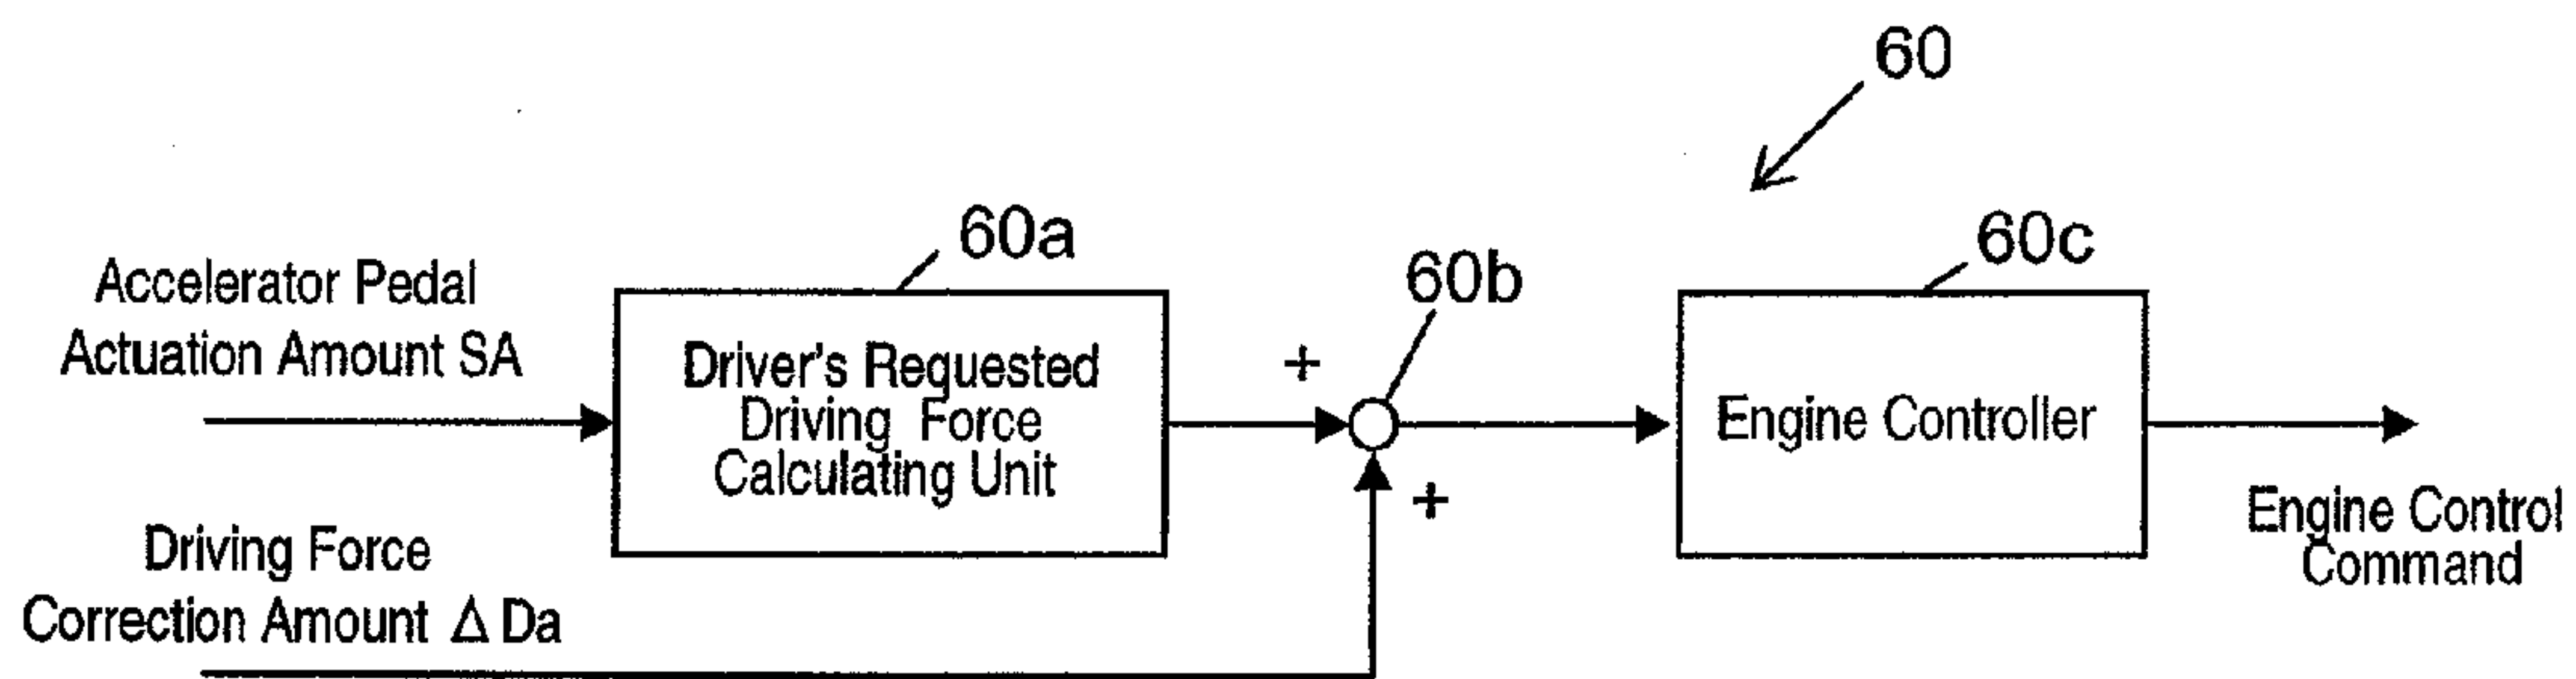 60
60a
60b
60c
Accelerator Pedal
Actuation Amount SA
Driver's Requested
Driving Force
Calculating Unit
+
+
Engine Controller
Engine Control
Command
Driving Force
Correction Amount Δ Da